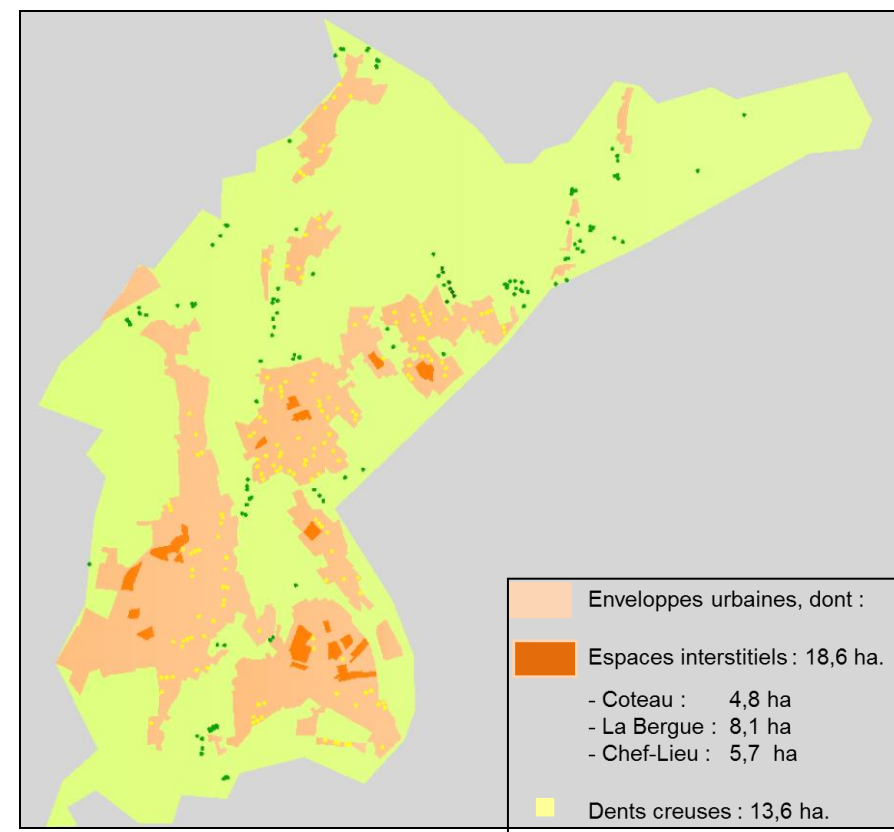 Enveloppes urbaines, dont :
Espaces interstitiels : 18,6 ha.
- Coteau : 4,8 ha
- La Bergue : 8,1 ha
- Chef-Lieu : 5,7 ha
Dents creuses : 13,6 ha.